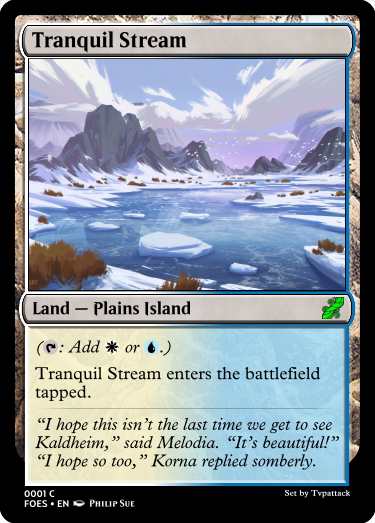 Tranquil Stream
Land — Plains Island
(: Add or .)
Tranquil Stream enters the battlefield
tapped.
“I hope this isn’t the last time we get to see
Kaldheim,” said Melodia. “It’s beautiful!”
“I hope so too,” Korna replied somberly.
0001 C
FOES • EN Philip Sue
Set by Tvpattack